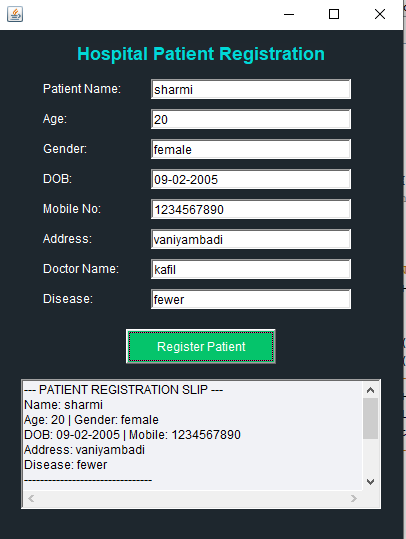 Hospital Patient Registration
Patient Name: sharmi
Age: 20
Gender: female
DOB: 09-02-2005
Mobile No: 1234567890
Address: vaniyambadi
Doctor Name: kafil
Disease: fewer
Register Patient
--- PATIENT REGISTRATION SLIP ---
Name: sharmi
Age: 20 | Gender: female
DOB: 09-02-2005 | Mobile: 1234567890
Address: vaniyambadi
Disease: fewer
--------------------------------